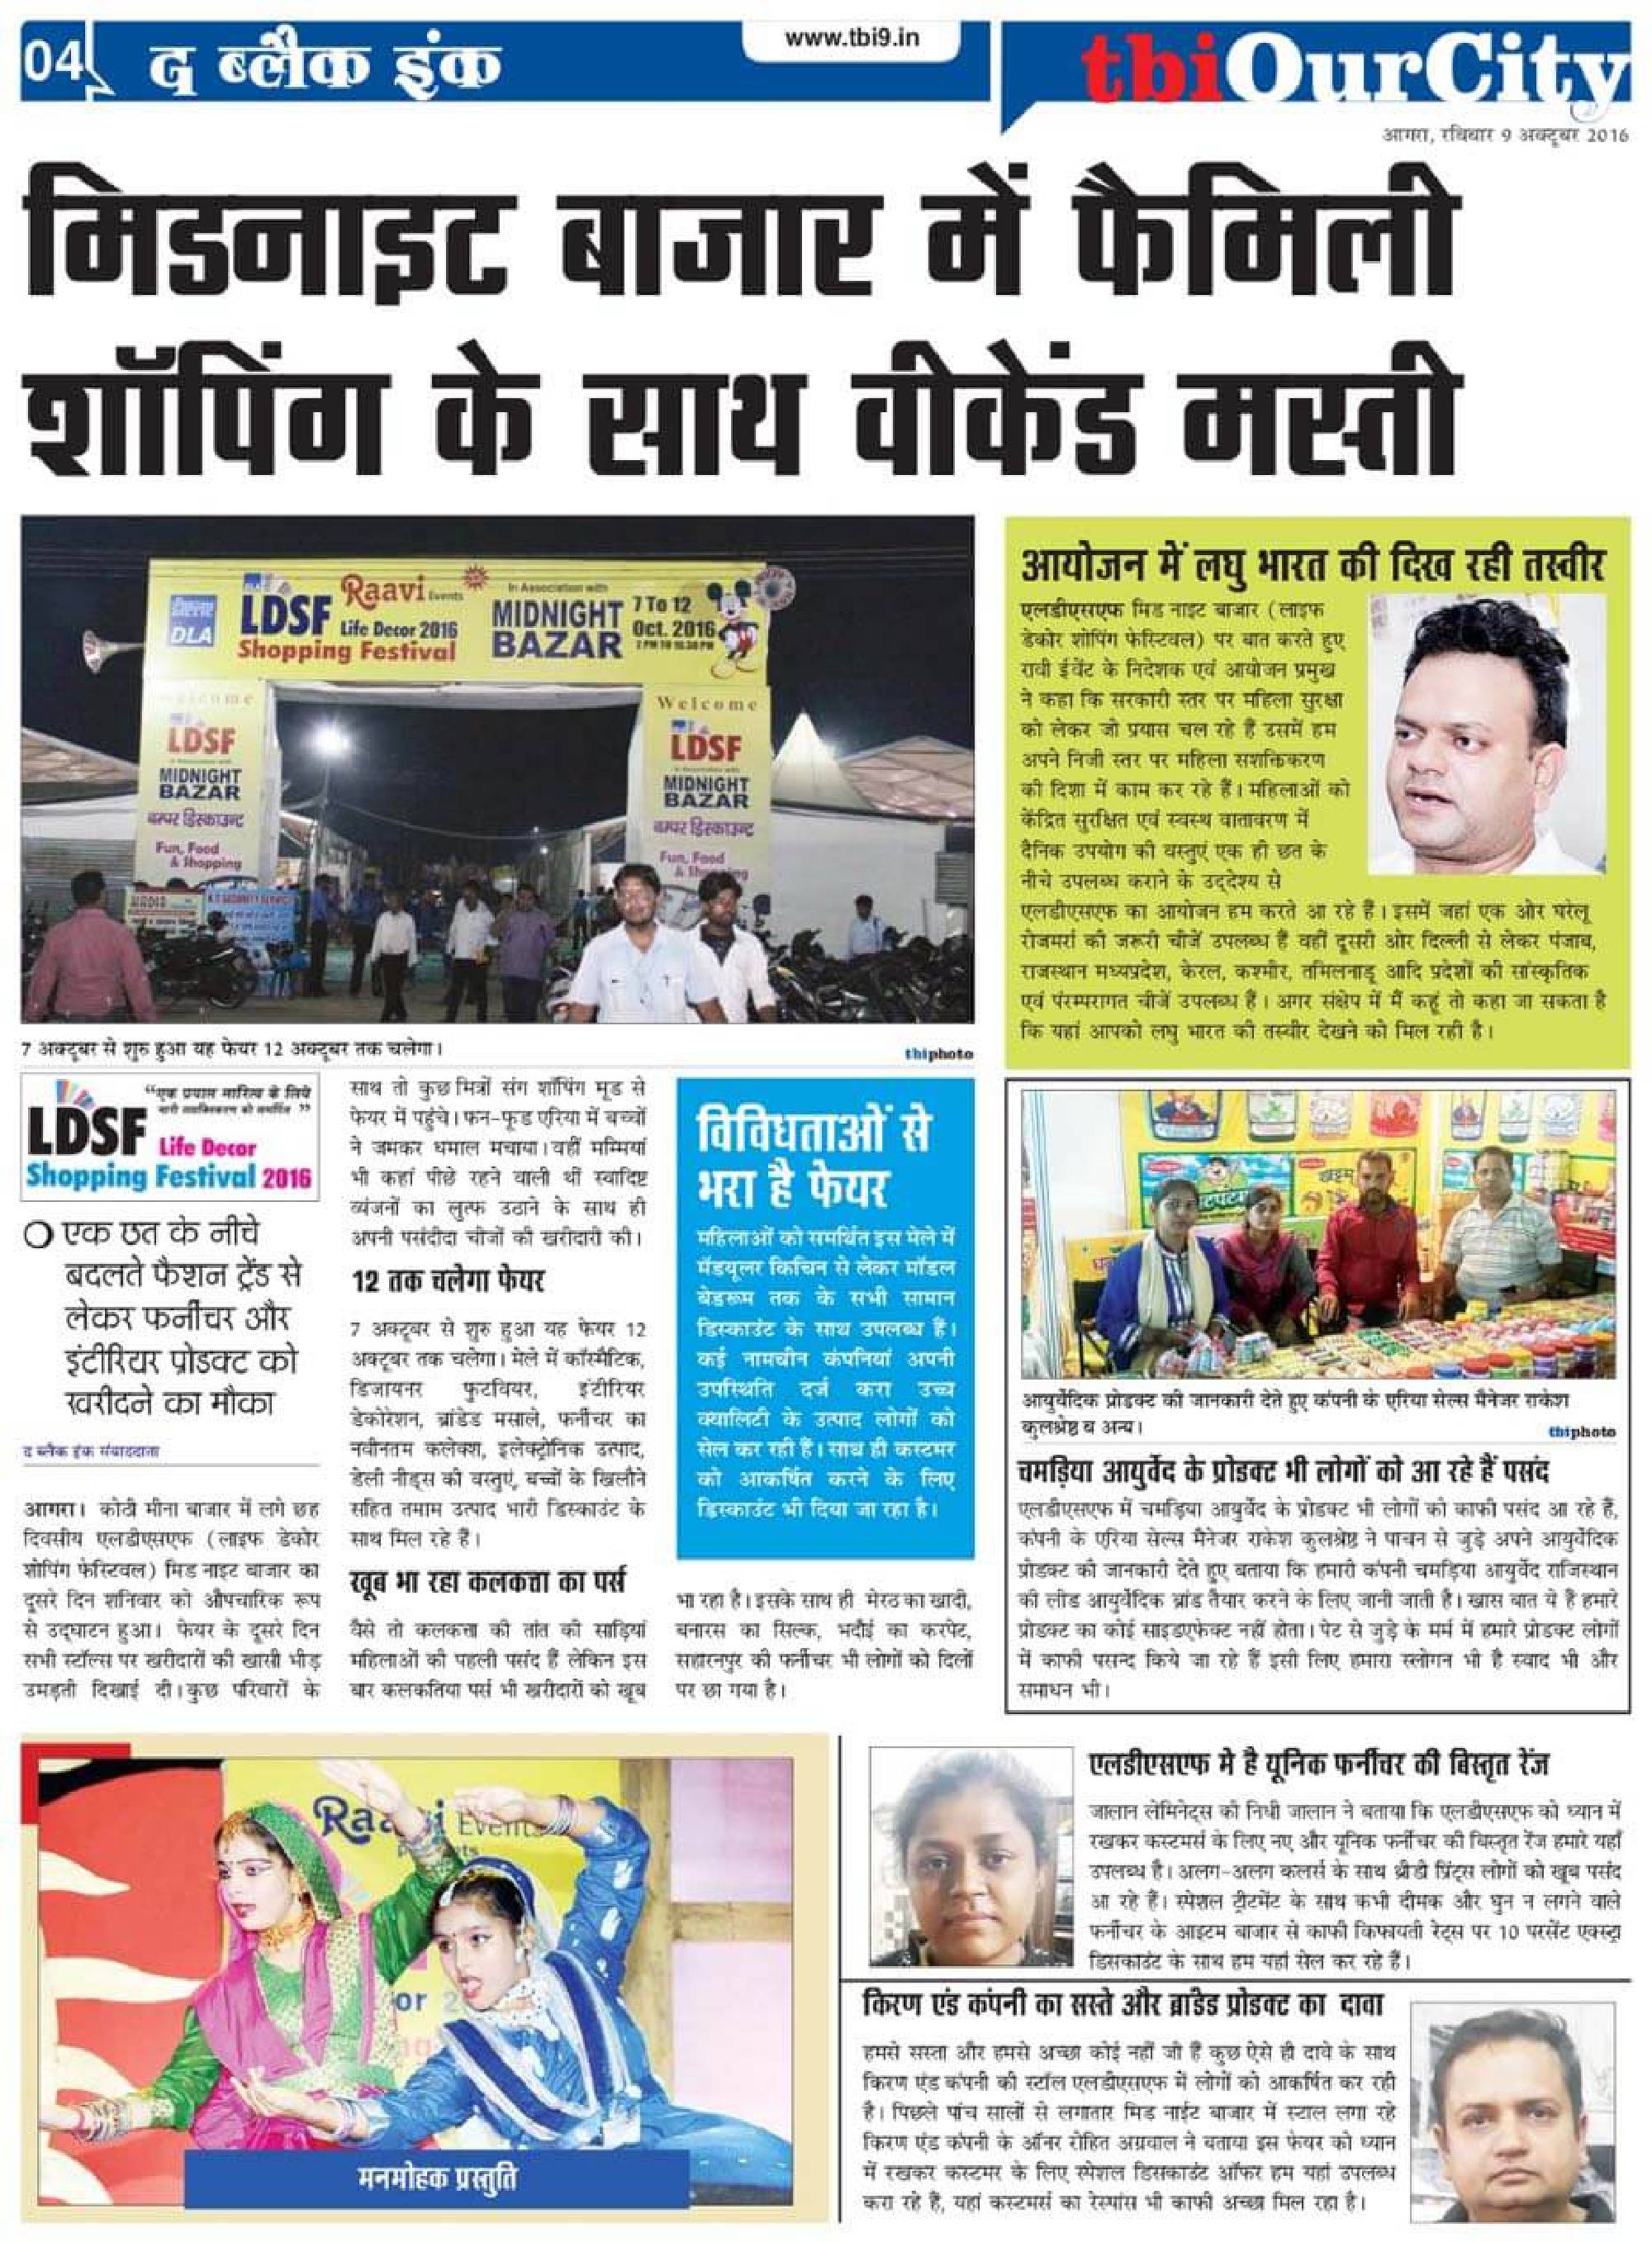 04
द ब्लैक इंक
www.tbi9.in
tbiOurCity
आगरा, रविवार 9 अक्टूबर 2016
मिडनाइट बाजार में फैमिली
शॉपिंग के साथ वीकेंड मस्ती
डीएलए
DLA
LDSF
Raavi Events
Life Decor 2016
Shopping Festival
In Association with
MIDNIGHT
BAZAR
7 To 12
Oct. 2016
Welcome
LDSF
MIDNIGHT
BAZAR
बम्पर डिस्काउन्ट
Fun, Food
& Shopping
Welcome
LDSF
MIDNIGHT
BAZAR
बम्पर डिस्काउन्ट
Fun, Food
7 अक्टूबर से शुरु हुआ यह फेयर 12 अक्टूबर तक चलेगा।
tbiphoto
LDSF Life Decor
Shopping Festival 2016
एक छत के नीचे
बदलते फैशन ट्रेंड से
लेकर फर्नीचर और
इंटीरियर प्रोडक्ट को
खरीदने का मौका
द ब्लैक इंक संवाददाता
आगरा। कोठी मीना बाजार में लगे छह
दिवसीय एलडीएसएफ (लाइफ डेकोर
शोपिंग फेस्टिवल) मिड नाइट बाजार का
दूसरे दिन शनिवार को औपचारिक रूप
से उद्घाटन हुआ। फेयर के दूसरे दिन
सभी स्टॉल्स पर खरीदारों की खासी भीड़
उमड़ती दिखाई दी।कुछ परिवारों के
साथ तो कुछ मित्रों संग शॉपिंग मूड से
फेयर में पहुंचे। फन-फूड एरिया में बच्चों
ने जमकर धमाल मचाया।वहीं मम्मियां
भी कहां पीछे रहने वाली थीं स्वादिष्ट
व्यंजनों का लुत्फ उठाने के साथ ही
अपनी पसंदीदा चीजों की खरीदारी की।
12 तक चलेगा फेयर
7 अक्टूबर से शुरु हुआ यह फेयर 12
अक्टूबर तक चलेगा। मेले में कॉस्मैटिक,
डिजायनर फुटवियर, इंटीरियर
डेकोरेशन, ब्रांडेड मसाले, फर्नीचर का
नवीनतम कलेक्श, इलेक्ट्रोनिक उत्पाद,
डेली नीड्स की वस्तुएं, बच्चों के खिलौने
सहित तमाम उत्पाद भारी डिस्काउंट के
साथ मिल रहे हैं।
खूब भा रहा कलकत्ता का पर्स
वैसे तो कलकत्ता की तांत की साड़ियां
महिलाओं की पहली पसंद हैं लेकिन इस
बार कलकतिया पर्स भी खरीदारों को खूब
विविधताओं से
भरा है फेयर
महिलाओं को समर्पित इस मेले में
मॅडयूलर किचिन से लेकर मॉडल
बेडरूम तक के सभी सामान
डिस्काउंट के साथ उपलब्ध हैं।
कई नामचीन कंपनियां अपनी
उपस्थिति दर्ज करा उच्च
क्वालिटी के उत्पाद लोगों को
सेल कर रही हैं। साथ ही कस्टमर
को आकर्षित करने के लिए
डिस्काउंट भी दिया जा रहा है।
भा रहा है। इसके साथ ही मेरठ का खादी,
बनारस का सिल्क, भदौई का करपेट,
सहारनपुर की फर्नीचर भी लोगों को दिलों
पर छा गया है।
आयोजन में लघु भारत की दिख रही तस्वीर
एलडीएसएफ मिड नाइट बाजार (लाइफ
डेकोर शोपिंग फेस्टिवल) पर बात करते हुए
रावी ईवेंट के निदेशक एवं आयोजन प्रमुख
ने कहा कि सरकारी स्तर पर महिला सुरक्षा
को लेकर जो प्रयास चल रहे हैं उसमें हम
अपने निजी स्तर पर महिला सशक्तिकरण
की दिशा में काम कर रहे हैं। महिलाओं को
केंद्रित सुरक्षित एवं स्वस्थ वातावरण में
दैनिक उपयोग की वस्तुएं एक ही छत के
नीचे उपलब्ध कराने के उद्देश्य से
एलडीएसएफ का आयोजन हम करते आ रहे हैं। इसमें जहां एक ओर घरेलू
रोजमर्रा की जरूरी चीजें उपलब्ध हैं वहीं दूसरी ओर दिल्ली से लेकर पंजाब,
राजस्थान मध्यप्रदेश, केरल, कश्मीर, तमिलनाडू आदि प्रदेशों की सांस्कृतिक
एवं पंरम्परागत चीजें उपलब्ध हैं। अगर संक्षेप में मैं कहूं तो कहा जा सकता है
कि यहां आपको लघु भारत की तस्वीर देखने को मिल रही है।
आयुर्वेदिक प्रोडक्ट की जानकारी देते हुए कंपनी के एरिया सेल्स मैनेजर राकेश
कुलश्रेष्ठ व अन्य।
tbiphoto
चमड़िया आयुर्वेद के प्रोडक्ट भी लोगों को आ रहे हैं पसंद
एलडीएसएफ में चमड़िया आयुर्वेद के प्रोडक्ट भी लोगों को काफी पसंद आ रहे हैं,
कंपनी के एरिया सेल्स मैनेजर राकेश कुलश्रेष्ठ ने पाचन से जुड़े अपने आयुर्वेदिक
प्रोडक्ट की जानकारी देते हुए बताया कि हमारी कंपनी चमड़िया आयुर्वेद राजिस्थान
की लीड आयुर्वेदिक ब्रांड तैयार करने के लिए जानी जाती है। खास बात ये है हमारे
प्रोडक्ट का कोई साइडएफेक्ट नहीं होता। पेट से जुड़े के मर्म में हमारे प्रोडक्ट लोगों
में काफी पसन्द किये जा रहे हैं इसी लिए हमारा स्लोगन भी है स्वाद भी और
समाधन भी।
Raavi Events
मनमोहक प्रस्तुति
एलडीएसएफ मे है यूनिक फर्नीचर की बिस्तृत रेंज
जालान लेमिनेट्स की निधी जालान ने बताया कि एलडीएसएफ को ध्यान में
रखकर कस्टमर्स के लिए नए और यूनिक फर्नीचर की विस्तृत रेंज हमारे यहाँ
उपलब्ध है। अलग-अलग कलर्स के साथ थ्रीडी प्रिंट्स लोगों को खूब पसंद
आ रहे हैं। स्पेशल ट्रीटमेंट के साथ कभी दीमक और घुन न लगने वाले
फर्नीचर के आइटम बाजार से काफी किफायती रेट्स पर 10 परसेंट एक्स्ट्रा
डिसकाउंट के साथ हम यहां सेल कर रहे हैं।
किरण एंड कंपनी का सस्ते और ब्रांडेड प्रोडक्ट का दावा
हमसे सस्ता और हमसे अच्छा कोई नहीं जी हैं कुछ ऐसे ही दावे के साथ
किरण एंड कंपनी की स्टॉल एलडीएसएफ में लोगों को आकर्षित कर रही
है। पिछले पांच सालों से लगातार मिड नाईट बाजार में स्टाल लगा रहे
किरण एंड कंपनी के ऑनर रोहित अग्रवाल ने बताया इस फेयर को ध्यान
में रखकर कस्टमर के लिए स्पेशल डिसकाउंट ऑफर हम यहां उपलब्ध
करा रहे हैं, यहां कस्टमर्स का रेस्पांस भी काफी अच्छा मिल रहा है।